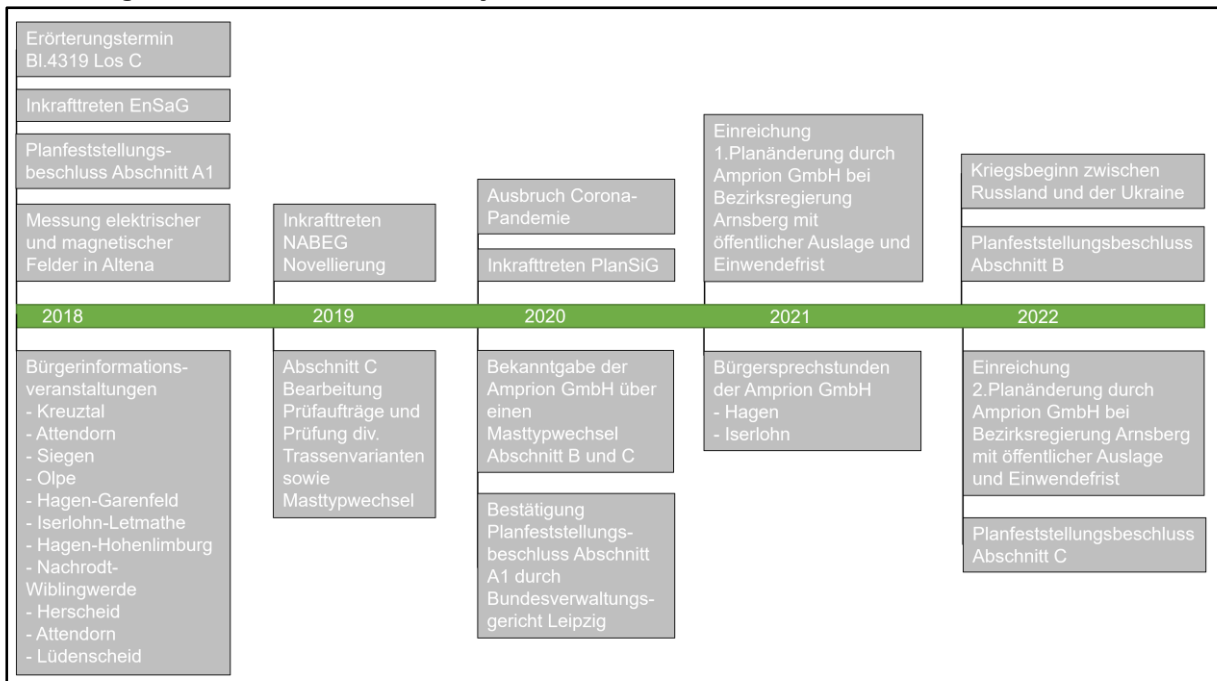 Erörterungstermin
Bl.4319 Los C
Inkrafttreten EnSaG
Planfeststellungs-
beschluss Abschnitt A1
Messung elektrischer
und magnetischer
Felder in Altena
Inkrafttreten
NABEG
Novellierung
Ausbruch Corona-
Pandemie
Inkrafttreten PlanSiG
Einreichung
1.Planänderung durch
Amprion GmbH bei
Bezirksregierung
Arnsberg mit
öffentlicher Auslage und
Einwendefrist
Kriegsbeginn zwischen
Russland und der Ukraine
Planfeststellungsbeschluss
Abschnitt B
2018 2019 2020 2021 2022
Bürgerinformations-
veranstaltungen
- Kreuztal
- Attendorn
- Siegen
- Olpe
- Hagen-Garenfeld
- Iserlohn-Letmathe
- Hagen-Hohenlimburg
- Nachrodt-
Wiblingwerde
- Herscheid
- Attendorn
- Lüdenscheid
Abschnitt C
Bearbeitung
Prüfaufträge und
Prüfung div.
Trassenvarianten
sowie
Masttypwechsel
Bekanntgabe der
Amprion GmbH über
einen
Masttypwechsel
Abschnitt B und C
Bestätigung
Planfeststellungs-
beschluss Abschnitt
A1 durch
Bundesverwaltungs-
gericht Leipzig
Bürgersprechstunden
der Amprion GmbH
- Hagen
- Iserlohn
Einreichung
2.Planänderung durch
Amprion GmbH bei
Bezirksregierung Arnsberg
mit öffentlicher Auslage
und Einwendefrist
Planfeststellungsbeschluss
Abschnitt C